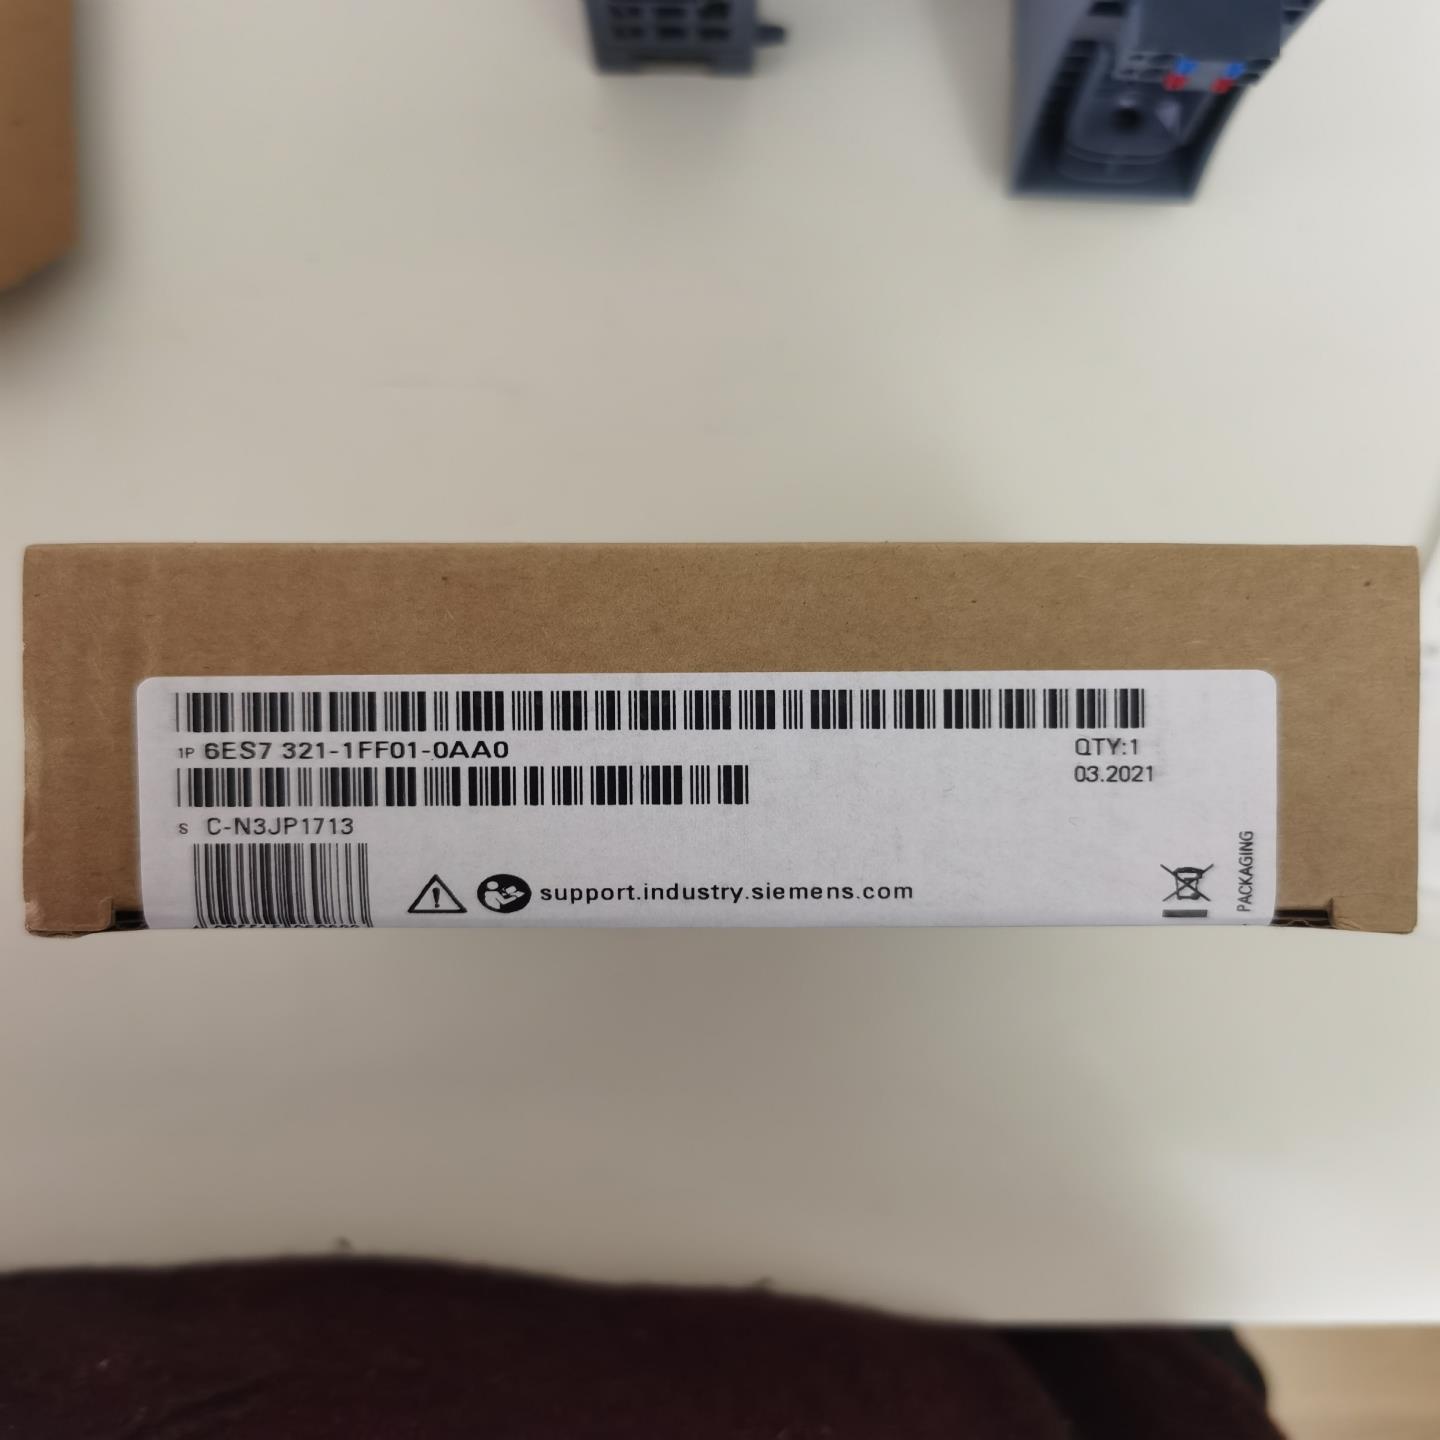 1P 6ES7 321-1FF01-0AA0
QTY:1
03.2021
S C-N3JP1713
support.industry.siemens.com
PACKAGING